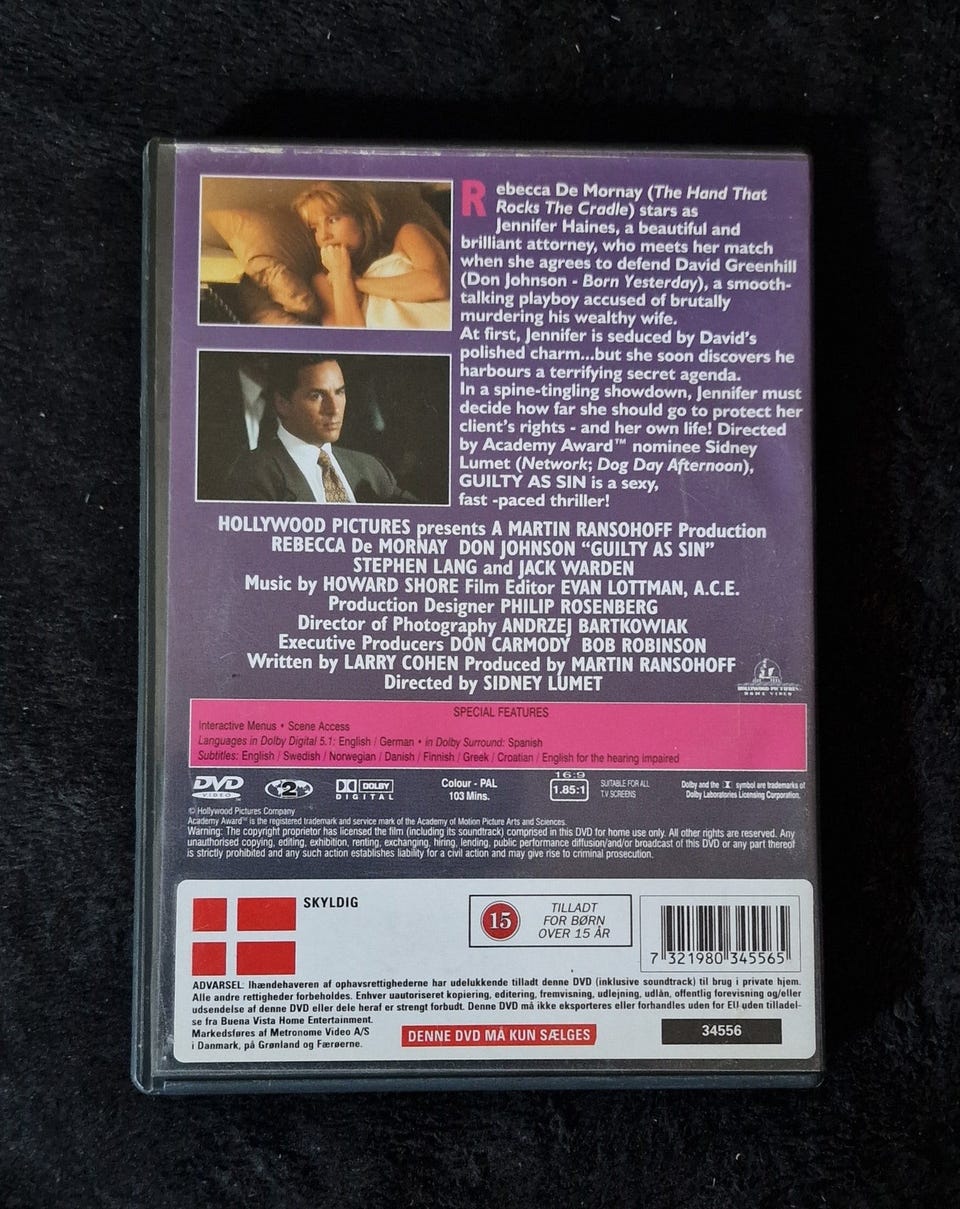 Rebecca De Mornay (The Hand That
Rocks The Cradle) stars as
Jennifer Haines, a beautiful and
brilliant attorney, who meets her match
when she agrees to defend David Greenhill
(Don Johnson - Born Yesterday), a smooth-
talking playboy accused of brutally
murdering his wealthy wife.
At first, Jennifer is seduced by David's
polished charm...but she soon discovers he
harbours a terrifying secret agenda.
In a spine-tingling showdown, Jennifer must
decide how far she should go to protect her
client's rights - and her own life! Directed
by Academy Award™ nominee Sidney
Lumet (Network; Dog Day Afternoon),
GUILTY AS SIN is a sexy,
fast -paced thriller!
HOLLYWOOD PICTURES presents A MARTIN RANSOHOFF Production
REBECCA De MORNAY DON JOHNSON "GUILTY AS SIN"
STEPHEN LANG and JACK WARDEN
Music by HOWARD SHORE Film Editor EVAN LOTTMAN, A.C.E.
Production Designer PHILIP ROSENBERG
Director of Photography ANDRZEJ BARTKOWIAK
Executive Producers DON CARMODY BOB ROBINSON
Written by LARRY COHEN Produced by MARTIN RANSOHOFF
Directed by SIDNEY LUMET
HOLLYWOOD PICTURES
HOME VIDEO
SPECIAL FEATURES
Interactive Menus • Scene Access
Languages in Dolby Digital 5.1: English / German • in Dolby Surround: Spanish
Subtitles: English / Swedish / Norwegian / Danish / Finnish / Greek / Croatian / English for the hearing impaired
DVD
VIDEO
2
DOLBY
DIGITAL
Colour - PAL
103 Mins.
16:9
1.85:1
SUITABLE FOR ALL
T.V SCREENS
Dolby and the symbol are trademarks of
Dolby Laboratories Licensing Corporation.
© Hollywood Pictures Company
Academy Award™ is the registered trademark and service mark of the Academy of Motion Picture Arts and Sciences.
Warning: The copyright proprietor has licensed the film (including its soundtrack) comprised in this DVD for home use only. All other rights are reserved. Any
unauthorised copying, editing, exhibition, renting, exchanging, hiring, lending, public performance diffusion/and/or broadcast of this DVD or any part thereof
is strictly prohibited and any such action establishes liability for a civil action and may give rise to criminal prosecution.
SKYLDIG
15
TILLADT
FOR BØRN
OVER 15 ÅR
7 321980 345565
ADVARSEL: Ihændehaveren af ophavsrettighederne har udelukkende tilladt denne DVD (inklusive soundtrack) til brug i private hjem.
Alle andre rettigheder forbeholdes. Enhver uautoriseret kopiering, editering, fremvisning, udlejning, udlån, offentlig forevisning og/eller
udsendelse af denne DVD eller dele heraf er strengt forbudt. Denne DVD må ikke eksporteres eller forhandles uden for EU uden tilladel-
se fra Buena Vista Home Entertainment.
Markedsføres af Metronome Video A/S
i Danmark, på Grønland og Færøerne.
DENNE DVD MÅ KUN SÆLGES
34556